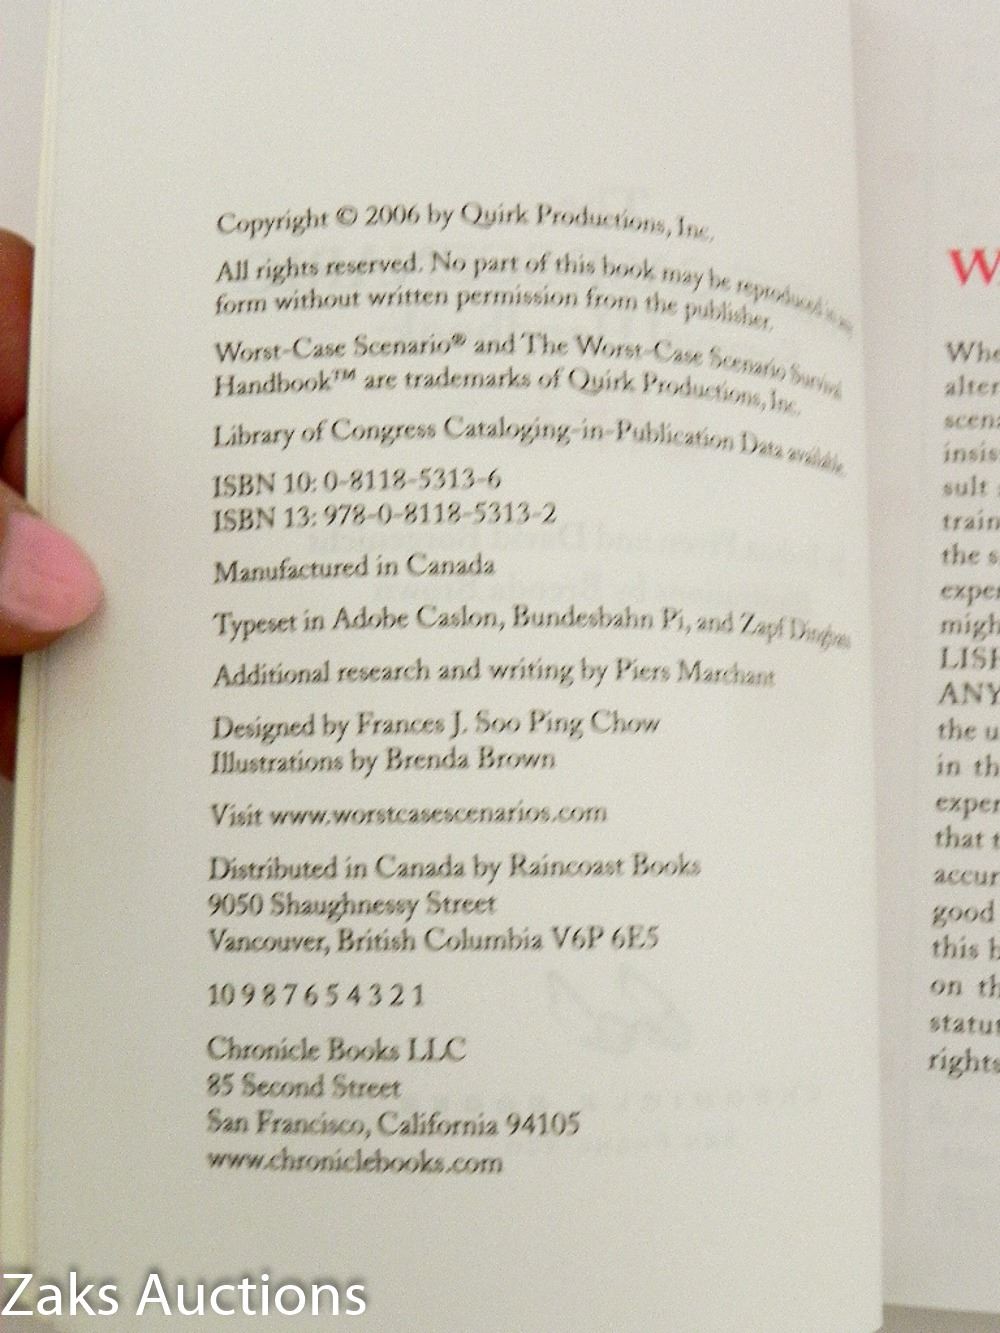 Copyright © 2006 by Quirk Productions, Inc.
All rights reserved. No part of this book may be reproduced in any
form without written permission from the publisher.
Worst-Case Scenario® and The Worst-Case Scenario Survival
Handbook™ are trademarks of Quirk Productions, Inc.
Library of Congress Cataloging-in-Publication Data available.
ISBN 10: 0-8118-5313-6
ISBN 13: 978-0-8118-5313-2
Manufactured in Canada
Typeset in Adobe Caslon, Bundesbahn Pi, and Zapf Dingbats
Additional research and writing by Piers Marchant
Designed by Frances J. Soo Ping Chow
Illustrations by Brenda Brown
Visit www.worstcasescenarios.com
Distributed in Canada by Raincoast Books
9050 Shaughnessy Street
Vancouver, British Columbia V6P 6E5
10 9 8 7 6 5 4 3 2 1
Chronicle Books LLC
85 Second Street
San Francisco, California 94105
www.chroniclebooks.com
W
Whe
alter
scena
insis
sult
train
the s
exper
migh
LISH
ANY
the u
in th
exper
that t
accur
good
this b
on th
statut
rights
Zaks Auctions